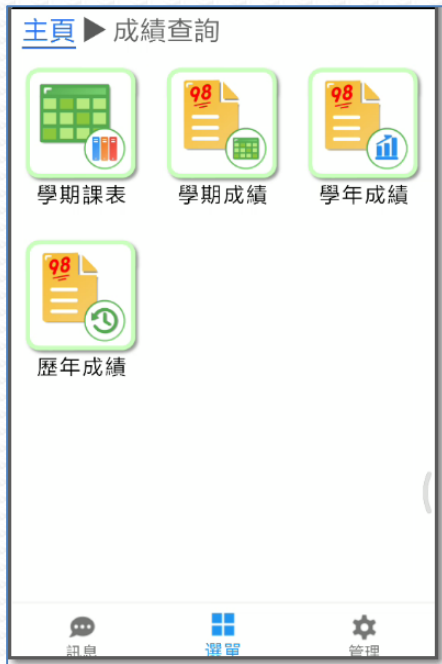 主頁 ▶ 成績查詢
98 98
學期課表 學期成績 學年成績
98
歷年成績
訊息 選單 管理